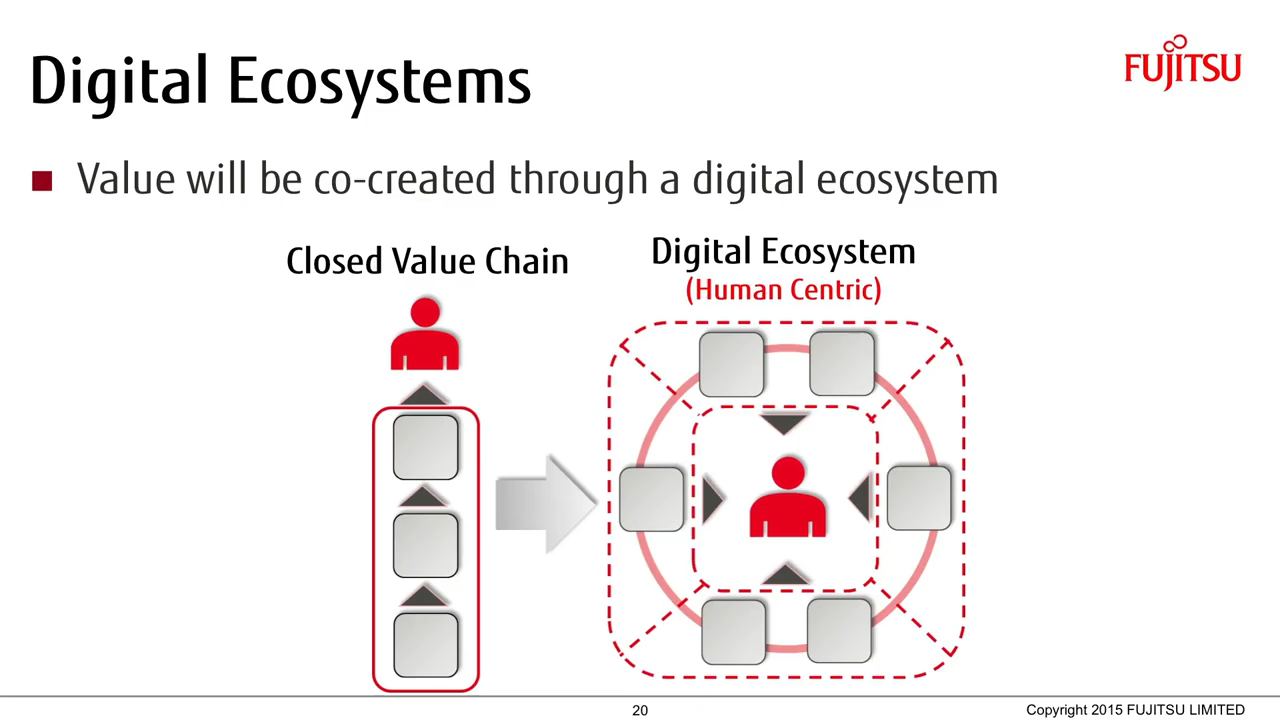 Digital Ecosystems
FUJITSU
Value will be co-created through a digital ecosystem
Closed Value Chain
Digital Ecosystem
(Human Centric)
20
Copyright 2015 FUJITSU LIMITED